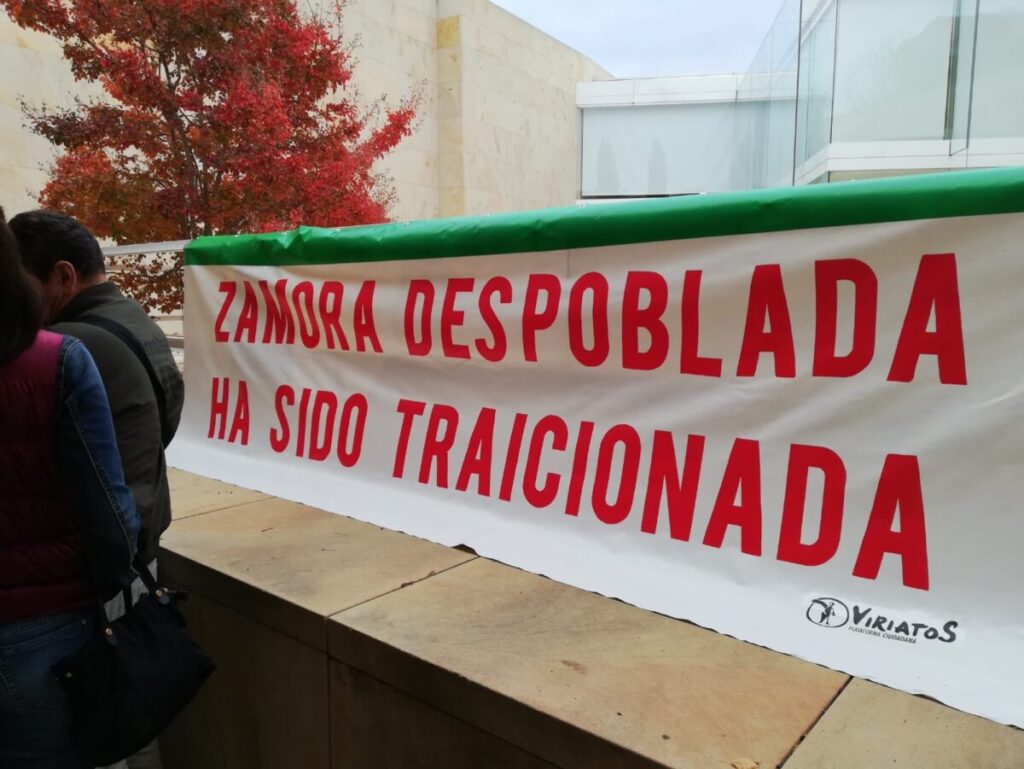 ZAMORA DESPOBLADA
HA SIDO TRAICIONADA
VIRIATOS
PLATAFORMA CIUDADANA